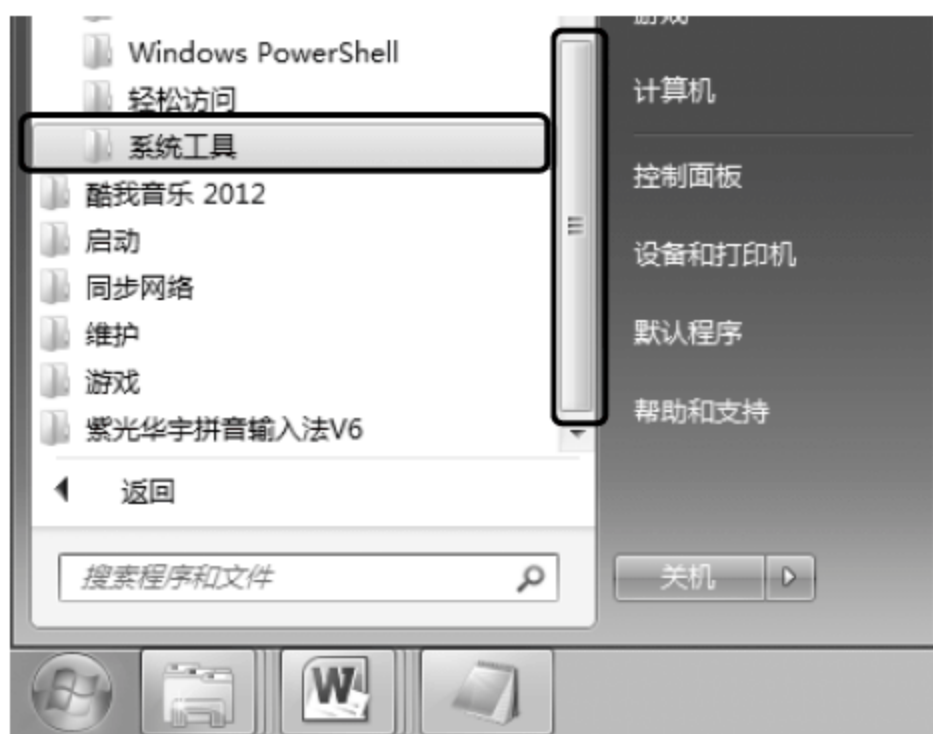 Windows PowerShell
轻松访问
系统工具
酷我音乐 2012
启动
同步网络
维护
游戏
紫光华宇拼音输入法V6
返回
搜索程序和文件
游戏
计算机
控制面板
设备和打印机
默认程序
帮助和支持
关机